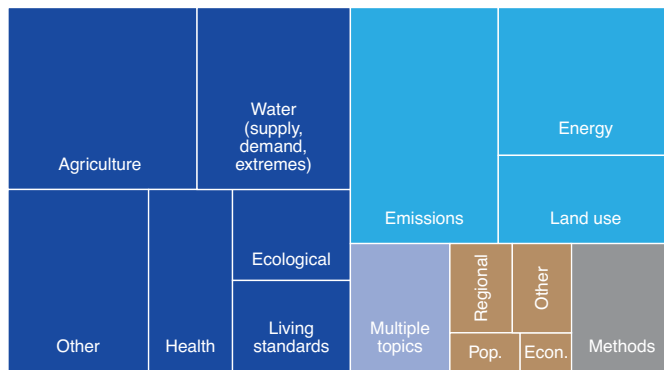 Agriculture
Water
(supply,
demand,
extremes)
Emissions
Energy
Land use
Other
Health
Ecological
Living
standards
Multiple
topics
Regional
Other
Pop.
Econ.
Methods